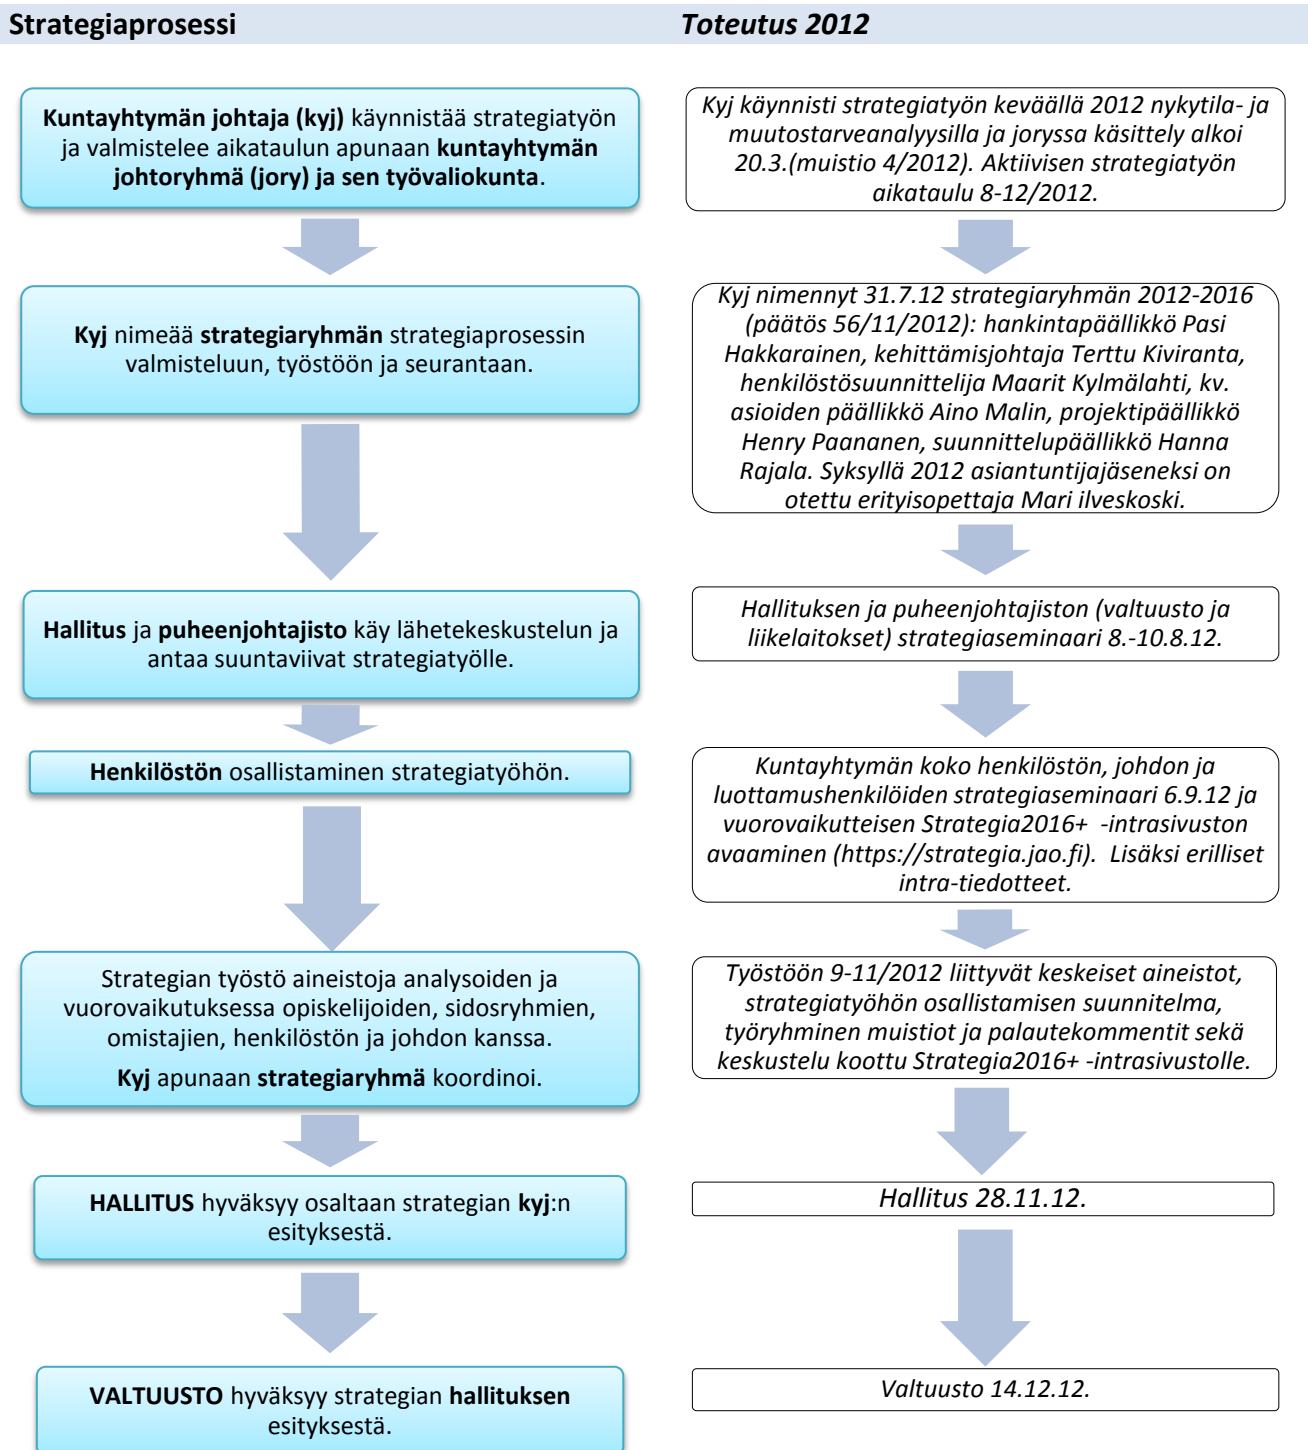 Strategiaprosessi
Toteutus 2012
Kuntayhtymän johtaja (kyj) käynnistää strategiatyön
ja valmistelee aikataulun apunaan kuntayhtymän
johtoryhmä (jory) ja sen työvaliokunta.
Kyj käynnisti strategiatyön keväällä 2012 nykytila- ja
muutostarveanalyysilla ja joryssa käsittely alkoi
20.3.(muistio 4/2012). Aktiivisen strategiatyön
aikataulu 8-12/2012.
Kyj nimeää strategiaryhmän strategiaprosessin
valmisteluun, työstöön ja seurantaan.
Kyj nimennyt 31.7.12 strategiaryhmän 2012-2016
(päätös 56/11/2012): hankintapäällikkö Pasi
Hakkarainen, kehittämisjohtaja Terttu Kiviranta,
henkilöstösuunnittelija Maarit Kylmälahti, kv.
asioiden päällikkö Aino Malin, projektipäällikkö
Henry Paananen, suunnittelupäällikkö Hanna
Rajala. Syksyllä 2012 asiantuntijajäseneksi on
otettu erityisopettaja Mari ilveskoski.
Hallitus ja puheenjohtajisto käy lähetekeskustelun ja
antaa suuntaviivat strategiatyölle.
Hallituksen ja puheenjohtajiston (valtuusto ja
liikelaitokset) strategiaseminaari 8.-10.8.12.
Henkilöstön osallistaminen strategiatyöhön.
Kuntayhtymän koko henkilöstön, johdon ja
luottamushenkilöiden strategiaseminaari 6.9.12 ja
vuorovaikutteisen Strategia2016+ -intrasivuston
avaaminen (https://strategia.jao.fi). Lisäksi erilliset
intra-tiedotteet.
Strategian työstö aineistoja analysoiden ja
vuorovaikutuksessa opiskelijoiden, sidosryhmien,
omistajien, henkilöstön ja johdon kanssa.
Kyj apunaan strategiaryhmä koordinoi.
Työstöön 9-11/2012 liittyvät keskeiset aineistot,
strategiatyöhön osallistamisen suunnitelma,
työryhminen muistiot ja palautekommentit sekä
keskustelu koottu Strategia2016+ -intrasivustolle.
HALLITUS hyväksyy osaltaan strategian kyj:n
esityksestä.
Hallitus 28.11.12.
VALTUUSTO hyväksyy strategian hallituksen
esityksestä.
Valtuusto 14.12.12.